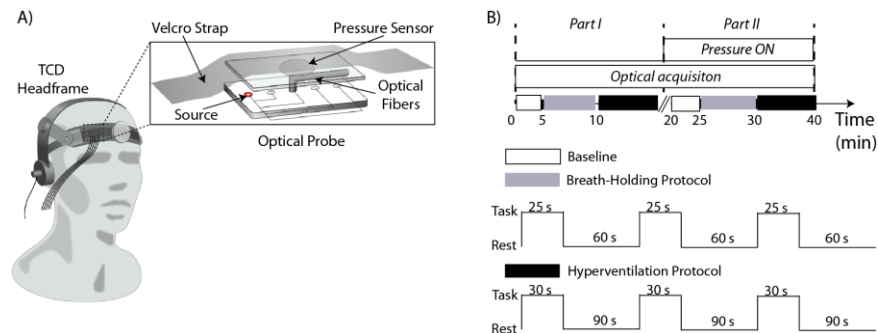 A)
Velcro Strap
Pressure Sensor
TCD
Headframe
Source
Optical
Fibers
Optical Probe
B)
Part I
Part II
Pressure ON
Optical acquisiton
0 5 10 20 25 30 40 Time
(min)
Baseline
Breath-Holding Protocol
Task 25 s 25 s 25 s
Rest 60 s 60 s 60 s
Hyperventilation Protocol
Task 30 s 30 s 30 s
Rest 90 s 90 s 90 s